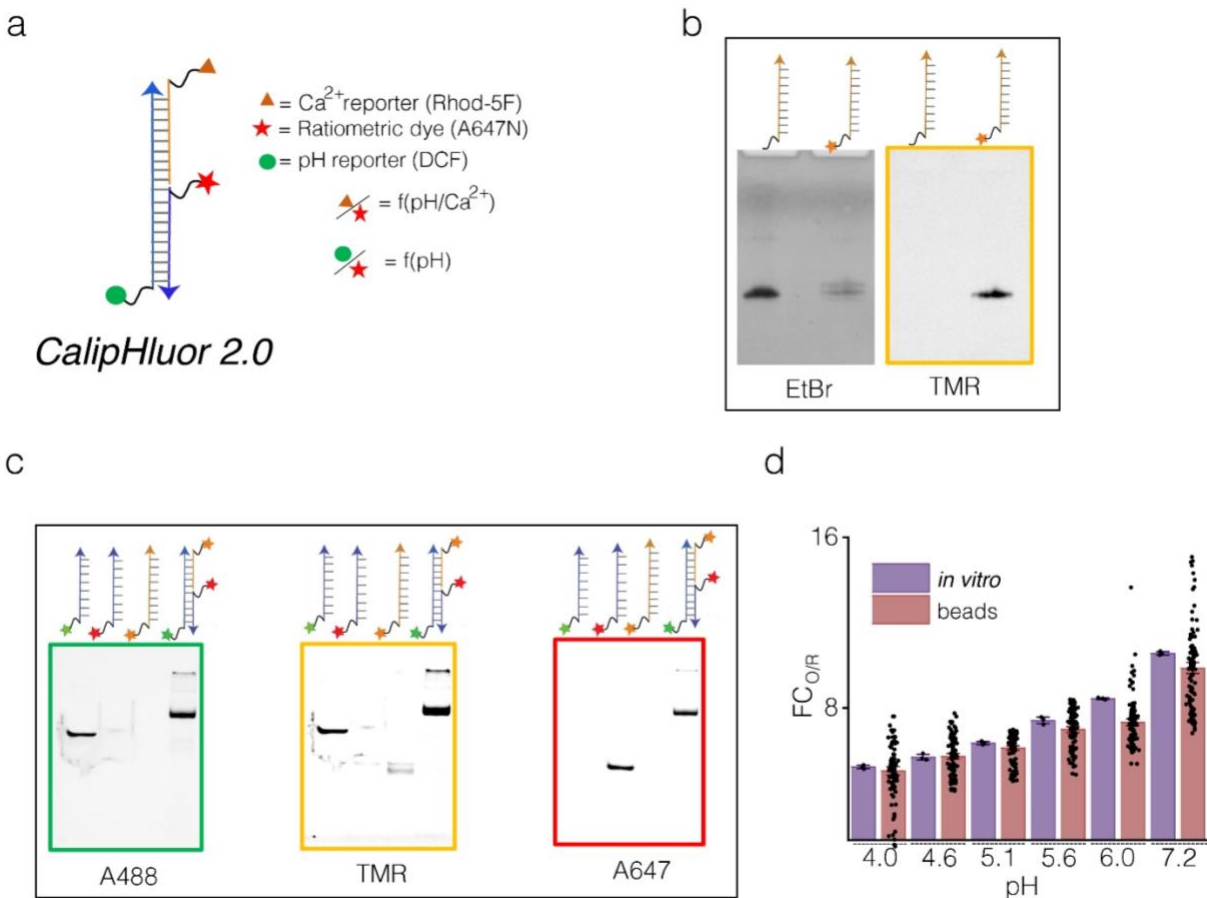 a
= Ca²⁺reporter (Rhod-5F)
= Ratiometric dye (A647N)
= pH reporter (DCF)
= f(pH/Ca²⁺)
= f(pH)
CalipHluor 2.0
b
EtBr
TMR
c
A488
TMR
A647
d
16
8
FC_O/R
in vitro
beads
4.0 4.6 5.1 5.6 6.0 7.2
pH